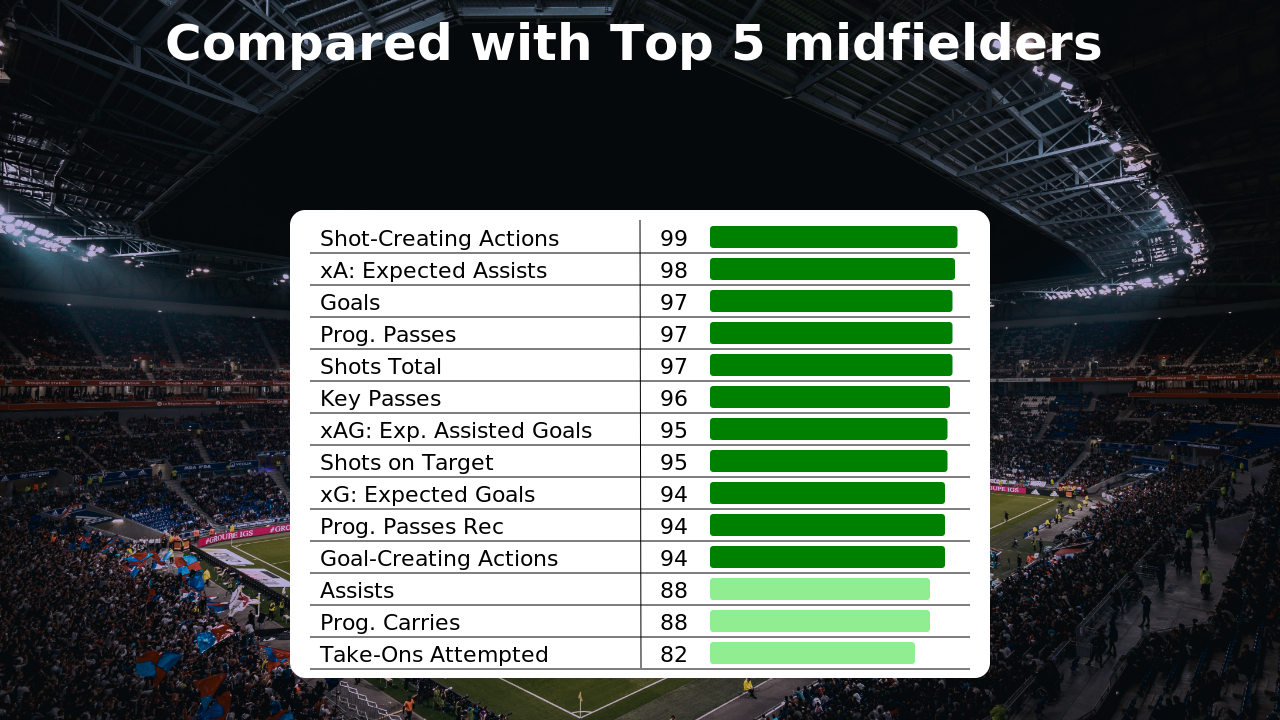 Compared with Top 5 midfielders
Shot-Creating Actions 99
xA: Expected Assists 98
Goals 97
Prog. Passes 97
Shots Total 97
Key Passes 96
xAG: Exp. Assisted Goals 95
Shots on Target 95
xG: Expected Goals 94
Prog. Passes Rec 94
Goal-Creating Actions 94
Assists 88
Prog. Carries 88
Take-Ons Attempted 82
#GROUPE IGS